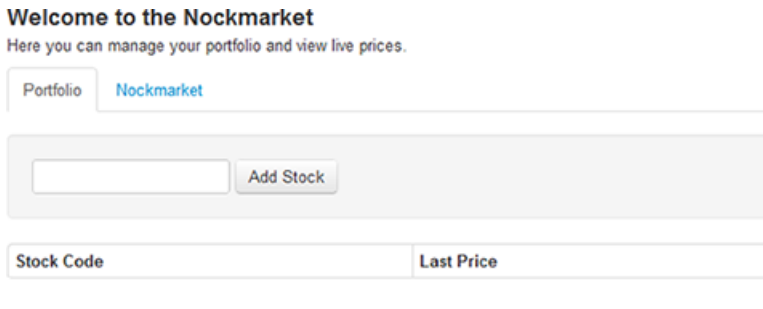 Welcome to the Nockmarket
Here you can manage your portfolio and view live prices.
Portfolio Nockmarket
Add Stock
Stock Code Last Price